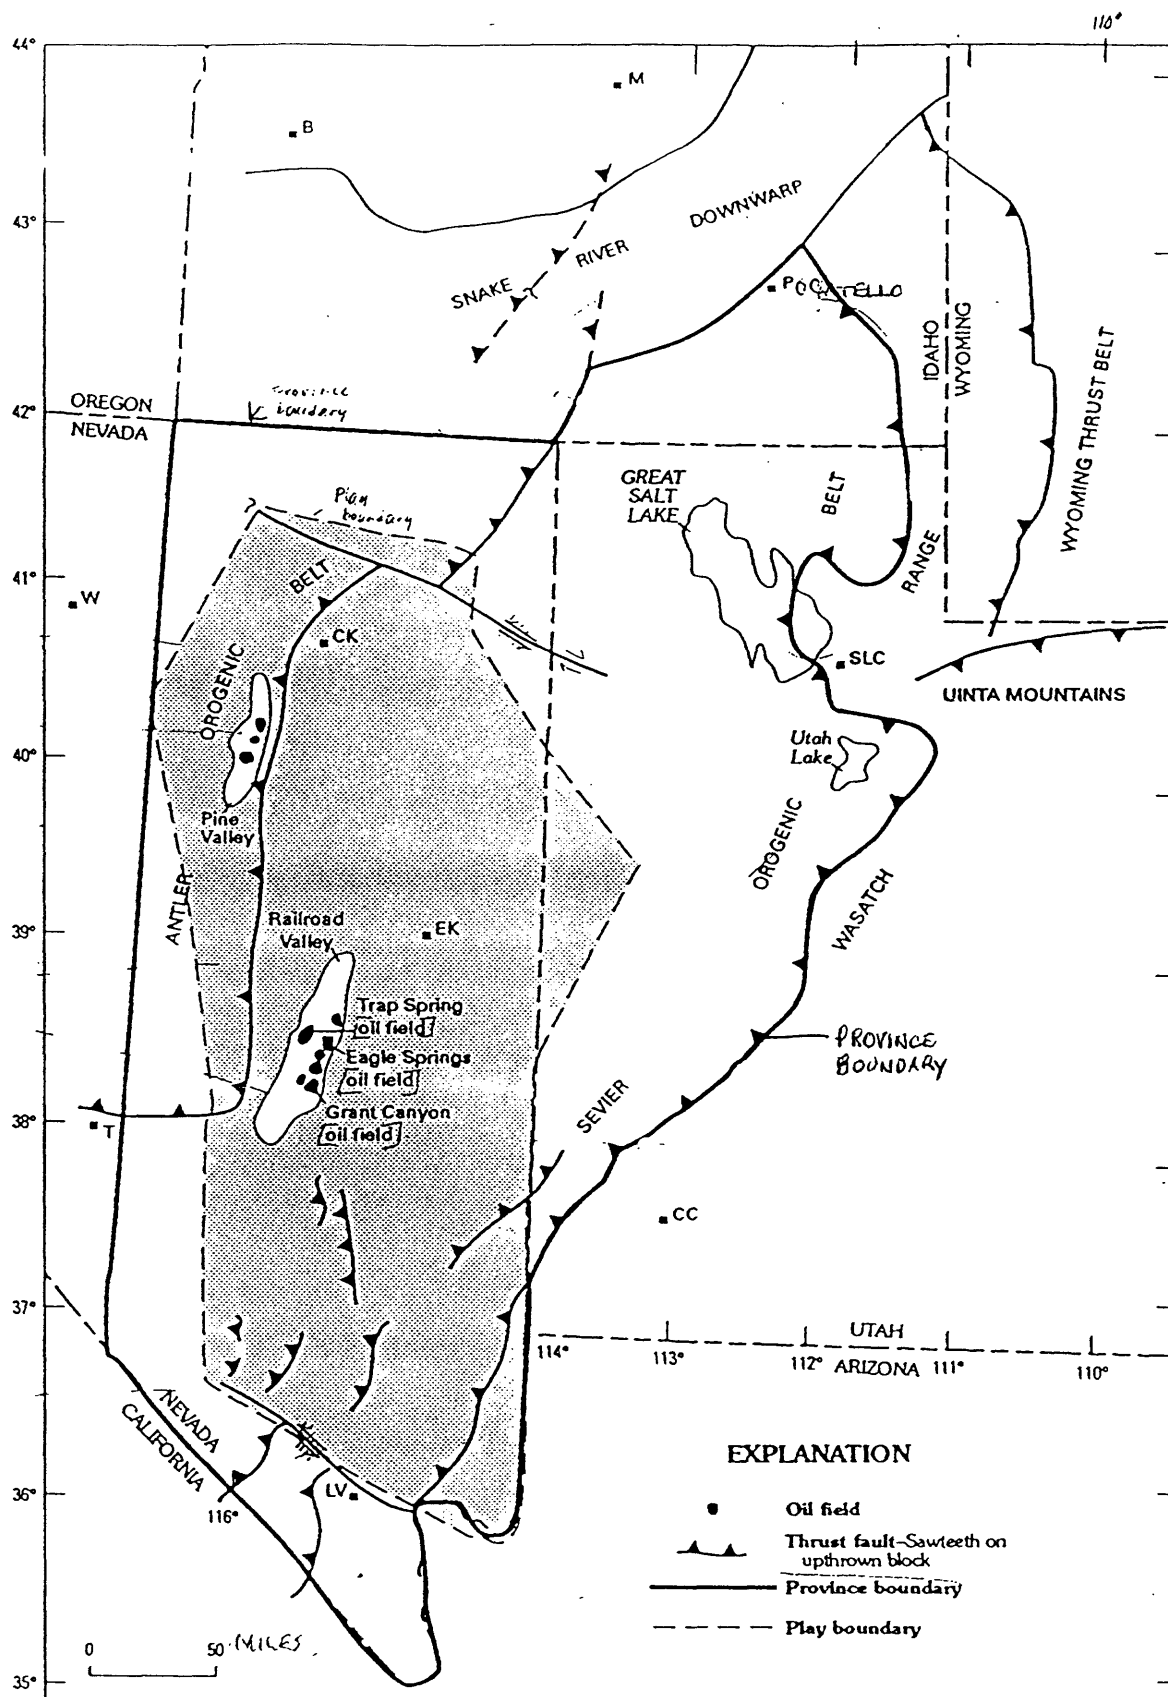 110°
44°
M
B
43°
DOWNWARP
RIVER
SNAKE
POCATELLO
IDAHO
WYOMING
WYOMING THRUST BELT
province
boundary
42°
OREGON
NEVADA
GREAT
SALT
LAKE
BELT
RANGE
?
Play
boundary
41°
BELT
W
CK
SLC
UINTA MOUNTAINS
OROGENIC
Utah
Lake
40°
Pine
Valley
OROGENIC
ANTLER
WASATCH
Railroad
Valley
39°
EK
Trap Spring
oil field
Eagle Springs
oil field
PROVINCE
BOUNDARY
Grant Canyon
oil field
SEVIER
38°
T
CC
37°
UTAH
114°
113°
112°
ARIZONA
111°
110°
NEVADA
CALIFORNIA
EXPLANATION
36°
LV
116°
Oil field
Thrust fault–Sawteeth on
upthrown block
Province boundary
Play boundary
0
50 MILES
35°